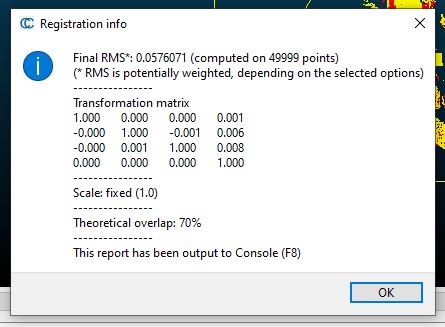 Registration info
Final RMS*: 0.0576071 (computed on 49999 points)
(* RMS is potentially weighted, depending on the selected options)
----------------
Transformation matrix
1.000 0.000 0.000 0.001
-0.000 1.000 -0.001 0.006
-0.000 0.001 1.000 0.008
0.000 0.000 0.000 1.000
----------------
Scale: fixed (1.0)
----------------
Theoretical overlap: 70%
----------------
This report has been output to Console (F8)
OK